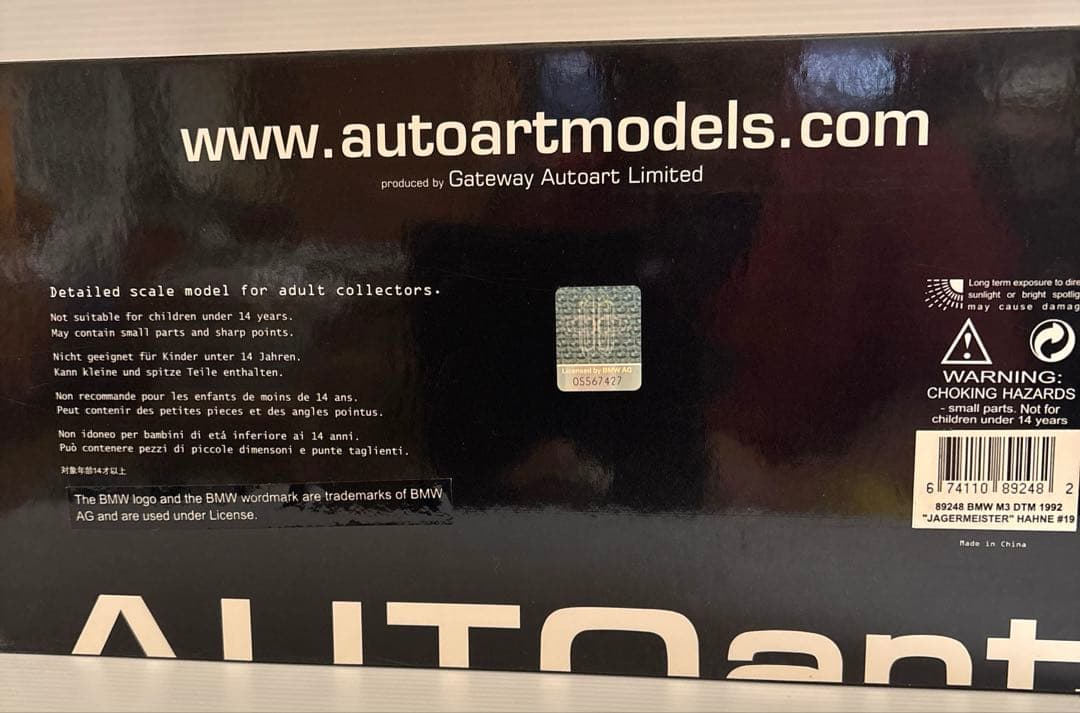 www.autoartmodels.com
produced by Gateway Autoart Limited
Detailed scale model for adult collectors.
Not suitable for children under 14 years.
May contain small parts and sharp points.
Nicht geeignet für Kinder unter 14 Jahren.
Kann kleine und spitze Teile enthalten.
Non recommande pour les enfants de moins de 14 ans.
Peut contenir des petites pieces et des angles pointus.
Non idoneo per bambini di etá inferiore ai 14 anni.
Può contenere pezzi di piccole dimensoni e punte taglienti.
対象年齢14才以上
The BMW logo and the BMW wordmark are trademarks of BMW
AG and are used under License.
Licensed by BMW AG
OS567427
Long term exposure to dire
sunlight or bright spotlig
may cause damag
WARNING:
CHOKING HAZARDS
- small parts. Not for
children under 14 years
6 74110 89248 2
89248 BMW M3 DTM 1992
"JAGERMEISTER" HAHNE #19
Made in China
AUTOart